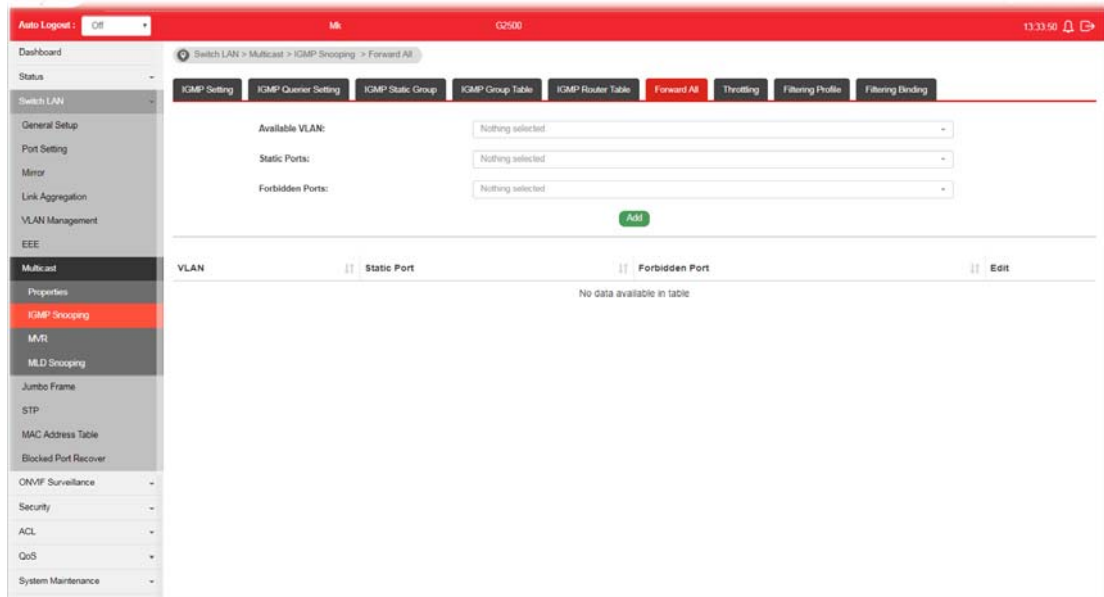 Auto Logout : Off Mk G2500 13:33:50
Dashboard
Status
Switch LAN
General Setup
Port Setting
Mirror
Link Aggregation
VLAN Management
EEE
Multicast
Properties
IGMP Snooping
MVR
MLD Snooping
Jumbo Frame
STP
MAC Address Table
Blocked Port Recover
ONVIF Surveillance
Security
ACL
QoS
System Maintenance
Switch LAN > Multicast > IGMP Snooping > Forward All
IGMP Setting IGMP Querier Setting IGMP Static Group IGMP Group Table IGMP Router Table Forward All Throttling Filtering Profile Filtering Binding
Available VLAN: Nothing selected
Static Ports: Nothing selected
Forbidden Ports: Nothing selected
Add
VLAN Static Port Forbidden Port Edit
No data available in table